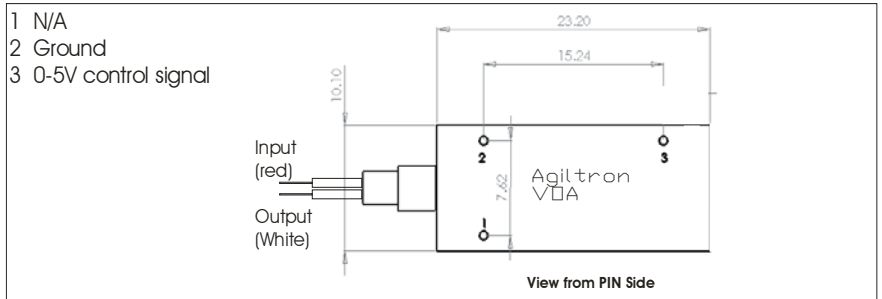 1 N/A
2 Ground
3 0-5V control signal
23.20
15.24
10.10
Input
(red)
2
3
7.62
Agiltron
VOA
Output
(White)
1
View from PIN Side